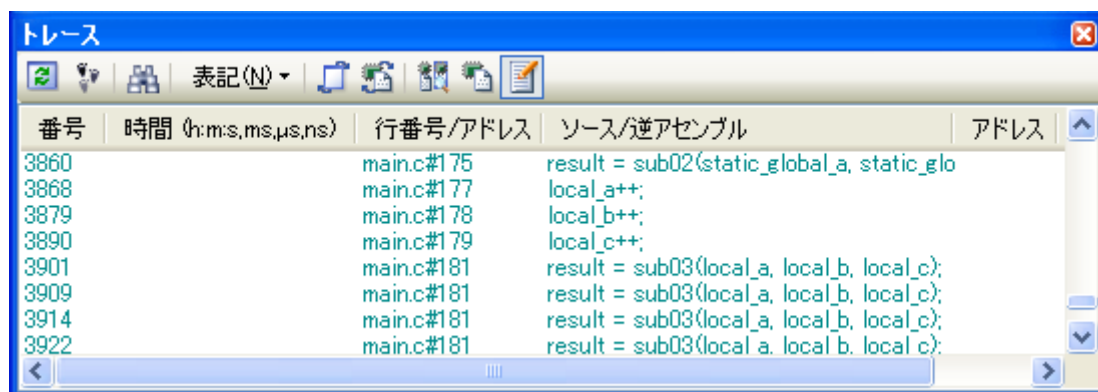 トレース
表記(N)
番号 時間 (h:m:s,ms,μs,ns) 行番号/アドレス ソース/逆アセンブル アドレス
3860 main.c#175 result = sub02(static_global_a, static_glo
3868 main.c#177 local_a++;
3879 main.c#178 local_b++;
3890 main.c#179 local_c++;
3901 main.c#181 result = sub03(local_a, local_b, local_c);
3909 main.c#181 result = sub03(local_a, local_b, local_c);
3914 main.c#181 result = sub03(local_a, local_b, local_c);
3922 main.c#181 result = sub03(local_a, local_b, local_c);